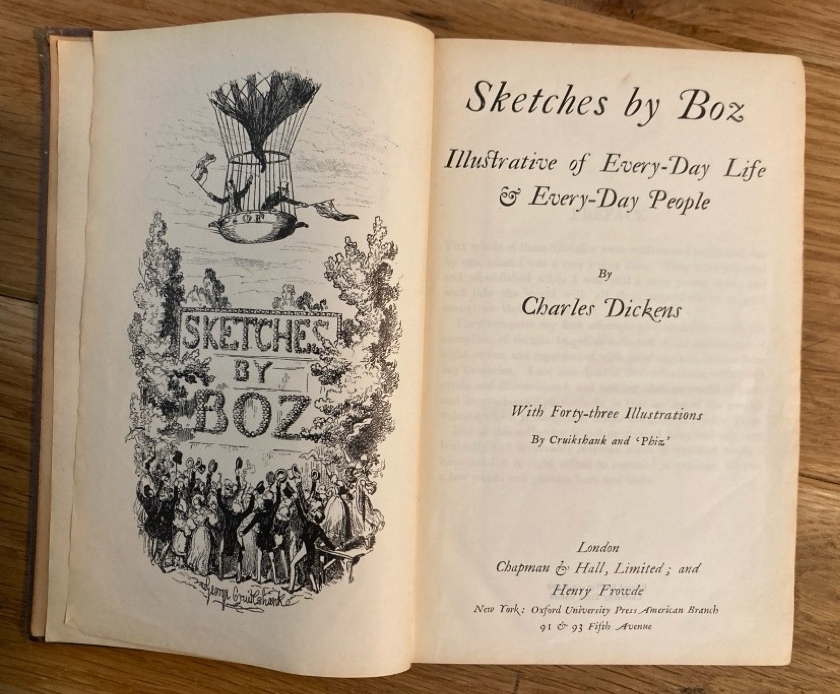 OF
SKETCHES
BY
BOZ
George Cruikshank
Sketches by Boz
Illustrative of Every-Day Life
& Every-Day People
By
Charles Dickens
With Forty-three Illustrations
By Cruikshank and ‘Phiz’
London
Chapman & Hall, Limited; and
Henry Frowde
New York: Oxford University Press American Branch
91 & 93 Fifth Avenue